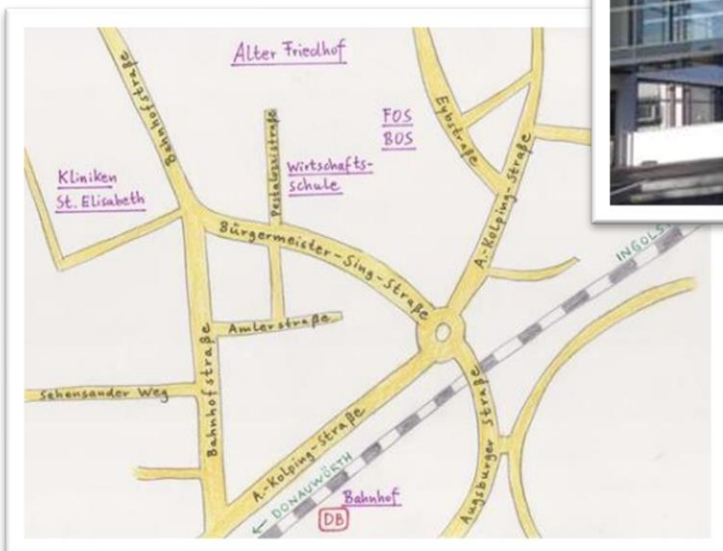 Alter Friedhof
Bahnhofstraße
Eybstraße
FOS
BOS
Pestalozzistraße
Wirtschafts-
schule
Kliniken
St. Elisabeth
A.-Kolping-Straße
Bürgermeister-Sing-Straße
Amlerstraße
Bahnhofstraße
Sehensander Weg
A.-Kolping-Straße
Augsburger Straße
DONAUWÖRTH
Bahnhof
DB